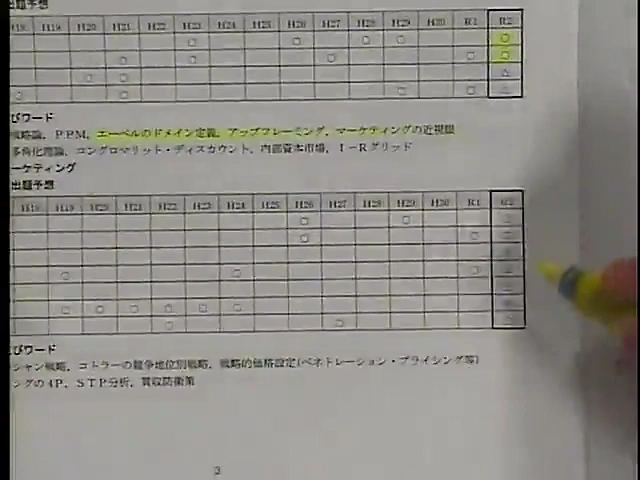 出題予想
H18 H19 H20 H21 H22 H23 H24 H25 H26 H27 H28 H29 H30 R1 R2
○ ○ ○ ○ ○
○ ○ ○ ○ ○
○ ○ △
○ ○ ○ ○ △
びワード
戦略論, PPM, エーベルのドメイン定義, アップフレーミング, マーケティングの近視眼
多角化理論, コングロマリット・ディスカウント, 内部資本市場, I-Rグリッド
ーケティング
出題予想
H18 H19 H20 H21 H22 H23 H24 H25 H26 H27 H28 H29 H30 R1 R2
○ ○
○ ○
○ ○ ○
○ ○ ○ ○ ○ ○
○ ○
びワード
シャン戦略, コトラーの競争地位別戦略, 戦略的価格設定(ペネトレーション・プライシング等)
ングの4P, STP分析, 買収防衛策
3